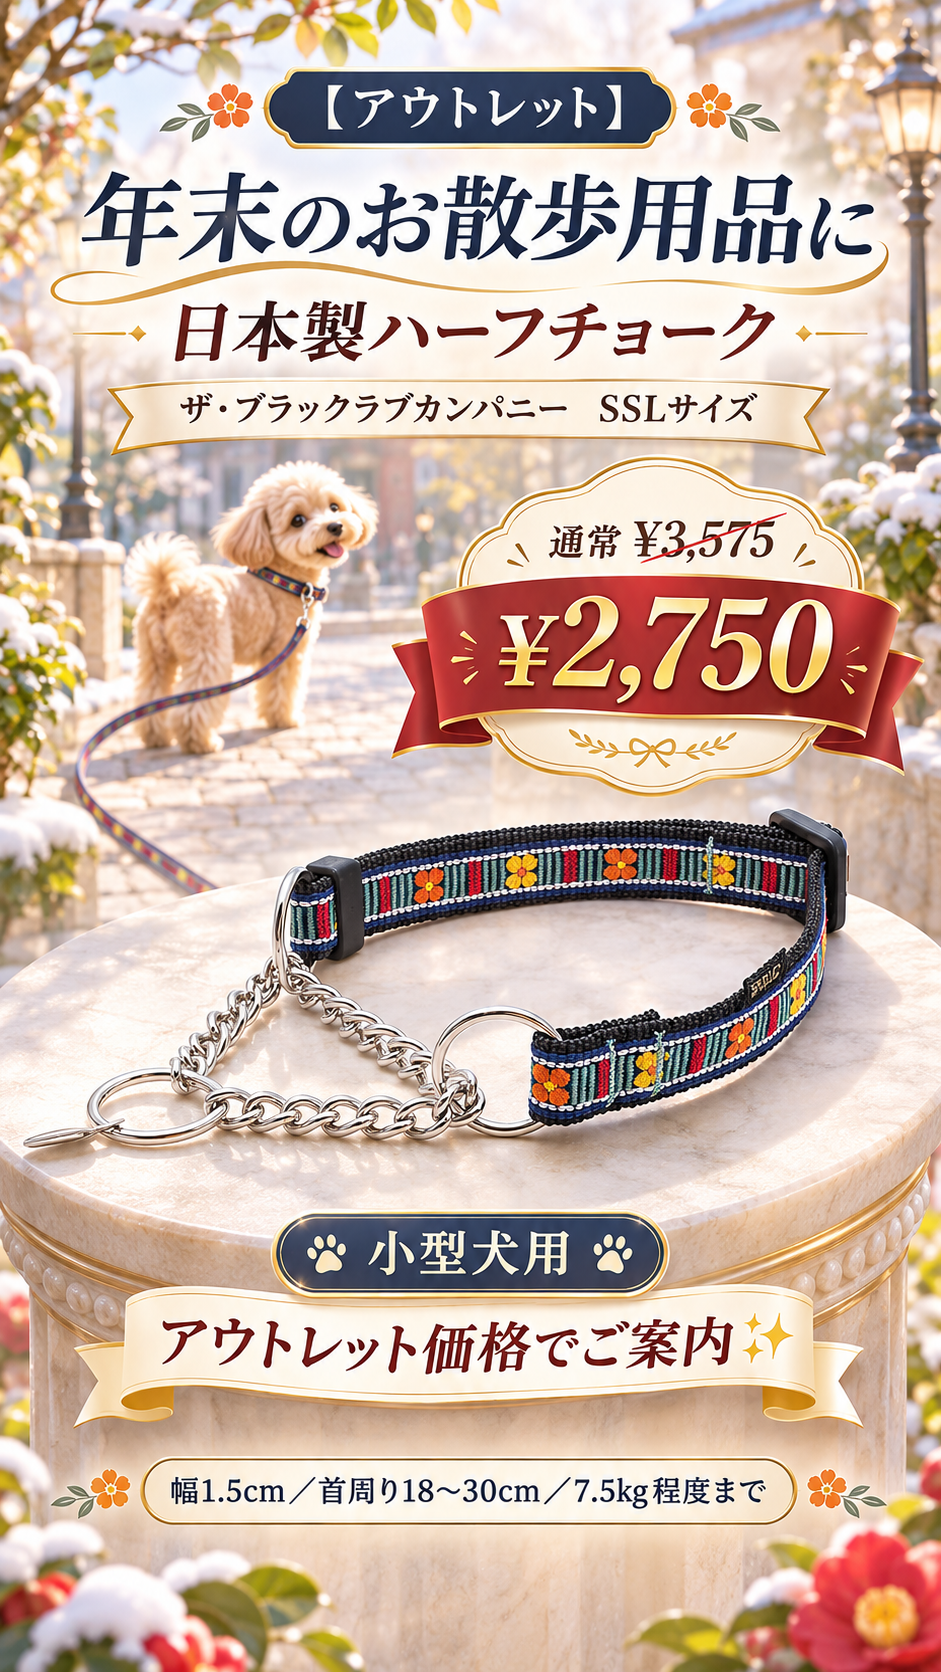 【アウトレット】
年末のお散歩用品に
日本製ハーフチョーク
ザ・ブラックラブカンパニー　SSLサイズ
通常 ¥3,575
¥2,750
小型犬用
アウトレット価格でご案内✨
幅1.5cm／首周り18～30cm／7.5kg程度まで